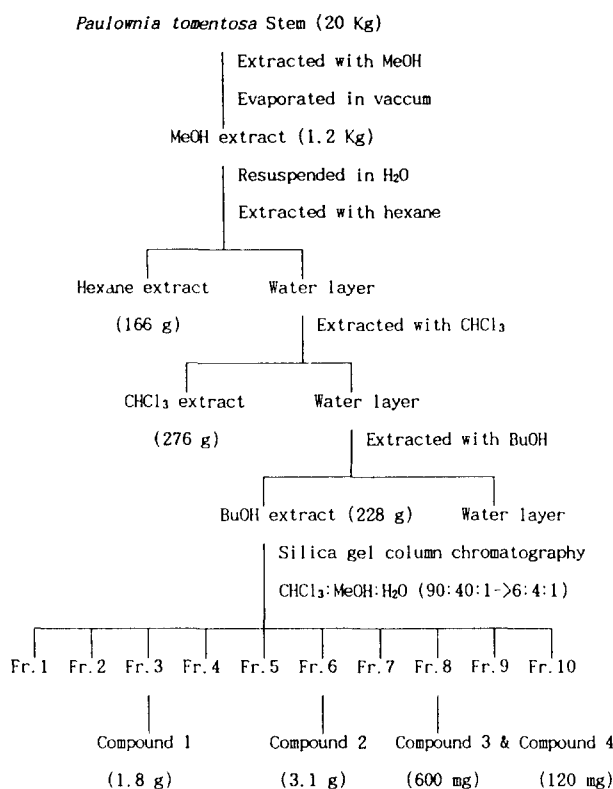 Paulownia tomentosa Stem (20 Kg)
Extracted with MeOH
Evaporated in vaccum
MeOH extract (1.2 Kg)
Resuspended in H₂O
Extracted with hexane
Hexane extract Water layer
(166 g) Extracted with CHCl₃
CHCl₃ extract Water layer
(276 g) Extracted with BuOH
BuOH extract (228 g) Water layer
Silica gel column chromatography
CHCl₃:MeOH:H₂O (90:40:1->6:4:1)
Fr.1 Fr.2 Fr.3 Fr.4 Fr.5 Fr.6 Fr.7 Fr.8 Fr.9 Fr.10
Compound 1 Compound 2 Compound 3 & Compound 4
(1.8 g) (3.1 g) (600 mg) (120 mg)